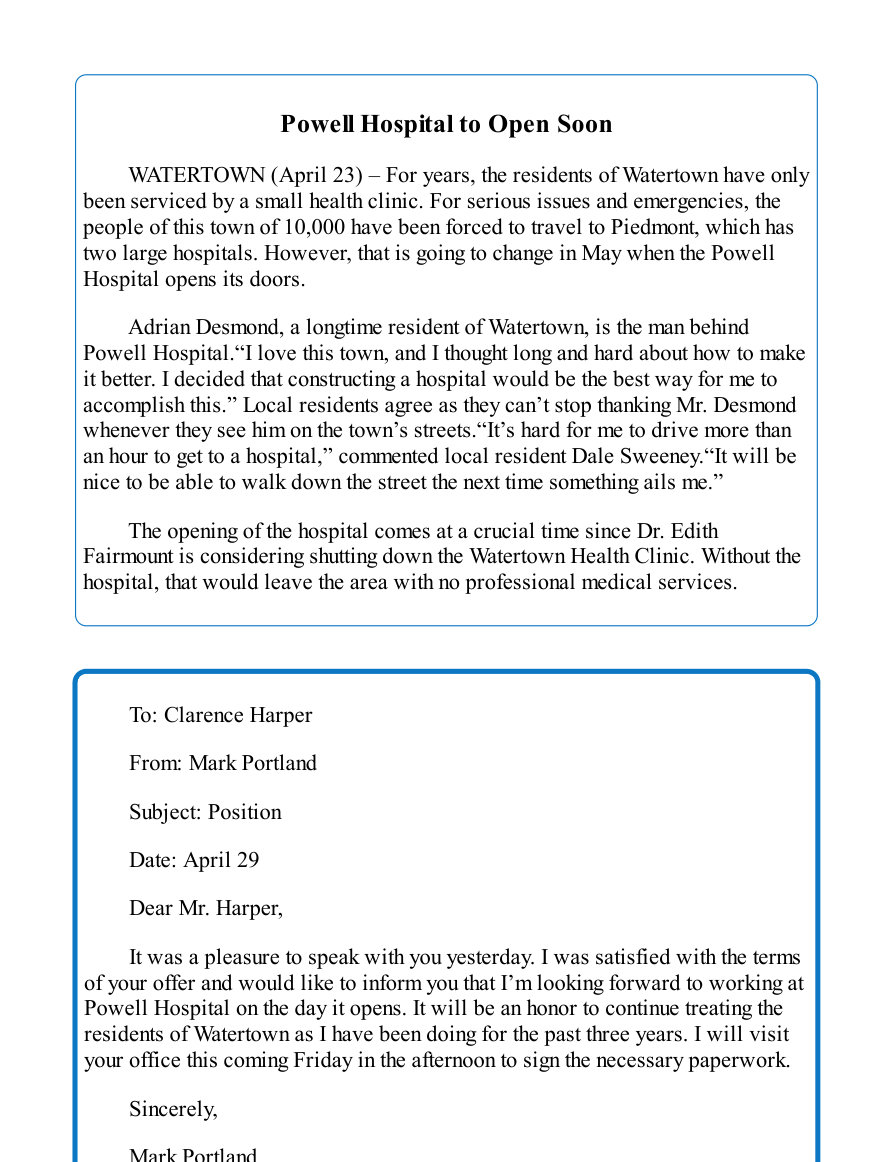 Powell Hospital to Open Soon
WATERTOWN (April 23) – For years, the residents of Watertown have only
been serviced by a small health clinic. For serious issues and emergencies, the
people of this town of 10,000 have been forced to travel to Piedmont, which has
two large hospitals. However, that is going to change in May when the Powell
Hospital opens its doors.
Adrian Desmond, a longtime resident of Watertown, is the man behind
Powell Hospital.“I love this town, and I thought long and hard about how to make
it better. I decided that constructing a hospital would be the best way for me to
accomplish this.” Local residents agree as they can’t stop thanking Mr. Desmond
whenever they see him on the town’s streets.“It’s hard for me to drive more than
an hour to get to a hospital,” commented local resident Dale Sweeney.“It will be
nice to be able to walk down the street the next time something ails me.”
The opening of the hospital comes at a crucial time since Dr. Edith
Fairmount is considering shutting down the Watertown Health Clinic. Without the
hospital, that would leave the area with no professional medical services.
To: Clarence Harper
From: Mark Portland
Subject: Position
Date: April 29
Dear Mr. Harper,
It was a pleasure to speak with you yesterday. I was satisfied with the terms
of your offer and would like to inform you that I’m looking forward to working at
Powell Hospital on the day it opens. It will be an honor to continue treating the
residents of Watertown as I have been doing for the past three years. I will visit
your office this coming Friday in the afternoon to sign the necessary paperwork.
Sincerely,
Mark Portland